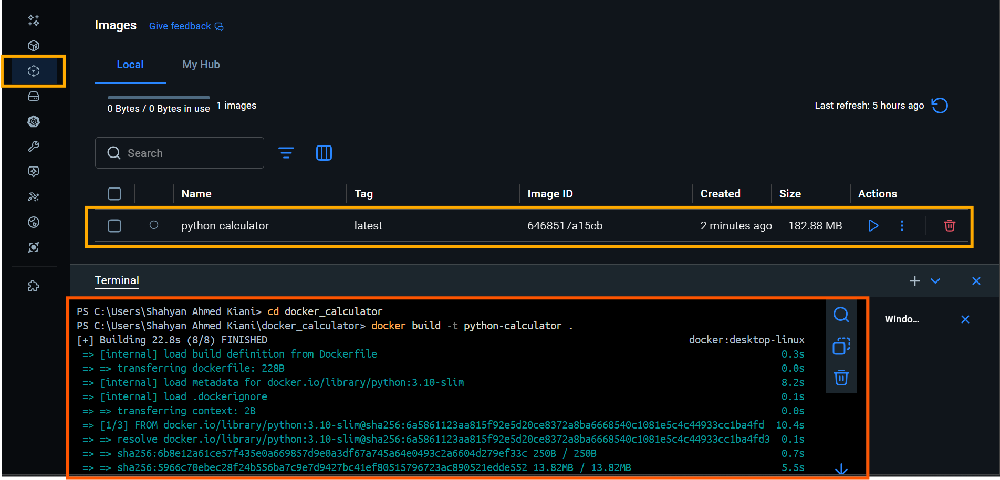 Images Give feedback
Local My Hub
0 Bytes / 0 Bytes in use 1 images
Last refresh: 5 hours ago
Search
Name Tag Image ID Created Size Actions
python-calculator latest 6468517a15cb 2 minutes ago 182.88 MB
Terminal
PS C:\Users\Shahyan Ahmed Kiani> cd docker_calculator
PS C:\Users\Shahyan Ahmed Kiani\docker_calculator> docker build -t python-calculator .
[+] Building 22.8s (8/8) FINISHED docker:desktop-linux
=> [internal] load build definition from Dockerfile 0.3s
=> => transferring dockerfile: 228B 0.0s
=> [internal] load metadata for docker.io/library/python:3.10-slim 8.2s
=> [internal] load .dockerignore 0.1s
=> => transferring context: 2B 0.0s
=> [1/3] FROM docker.io/library/python:3.10-slim@sha256:6a5861123aa815f92e5d20ce8372a8ba6668540c1081e5c4c44933cc1ba4fd 10.4s
=> => resolve docker.io/library/python:3.10-slim@sha256:6a5861123aa815f92e5d20ce8372a8ba6668540c1081e5c4c44933cc1ba4fd3 0.1s
=> => sha256:6b8e12a61ce57f435e0a669857d9e0a3df67a745a64e0493c2a6604d279ef33c 250B / 250B 0.7s
=> => sha256:5966c70ebec28f24b556ba7c9e7d9427bc41ef80515796723ac890521edde552 13.82MB / 13.82MB 5.5s
Windo...